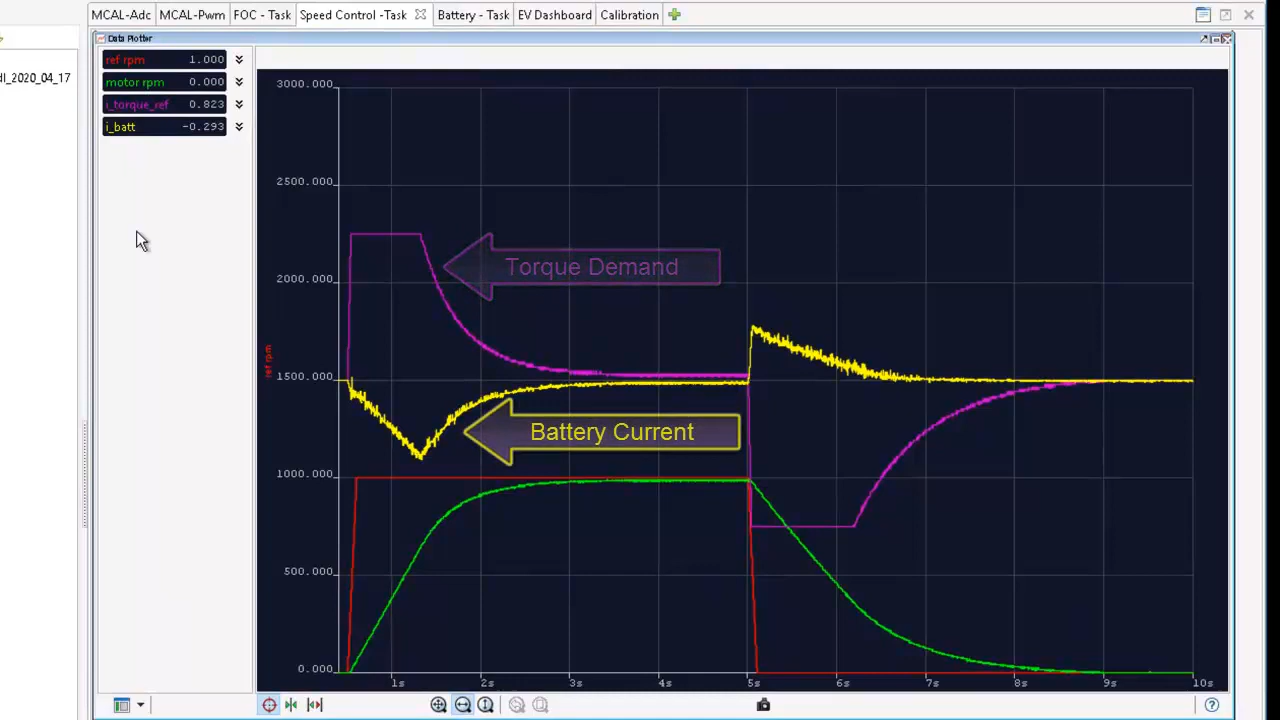 MCAL-Adc MCAL-Pwm FOC - Task Speed Control -Task Battery - Task EV Dashboard Calibration
Data Plotter
dl_2020_04_17
ref rpm 1.000
motor rpm 0.000
i_torque_ref 0.823
i_batt -0.293
3000.000
2500.000
2000.000
1500.000
1000.000
500.000
0.000
ref rpm
Torque Demand
Battery Current
1s 2s 3s 4s 5s 6s 7s 8s 9s 10s